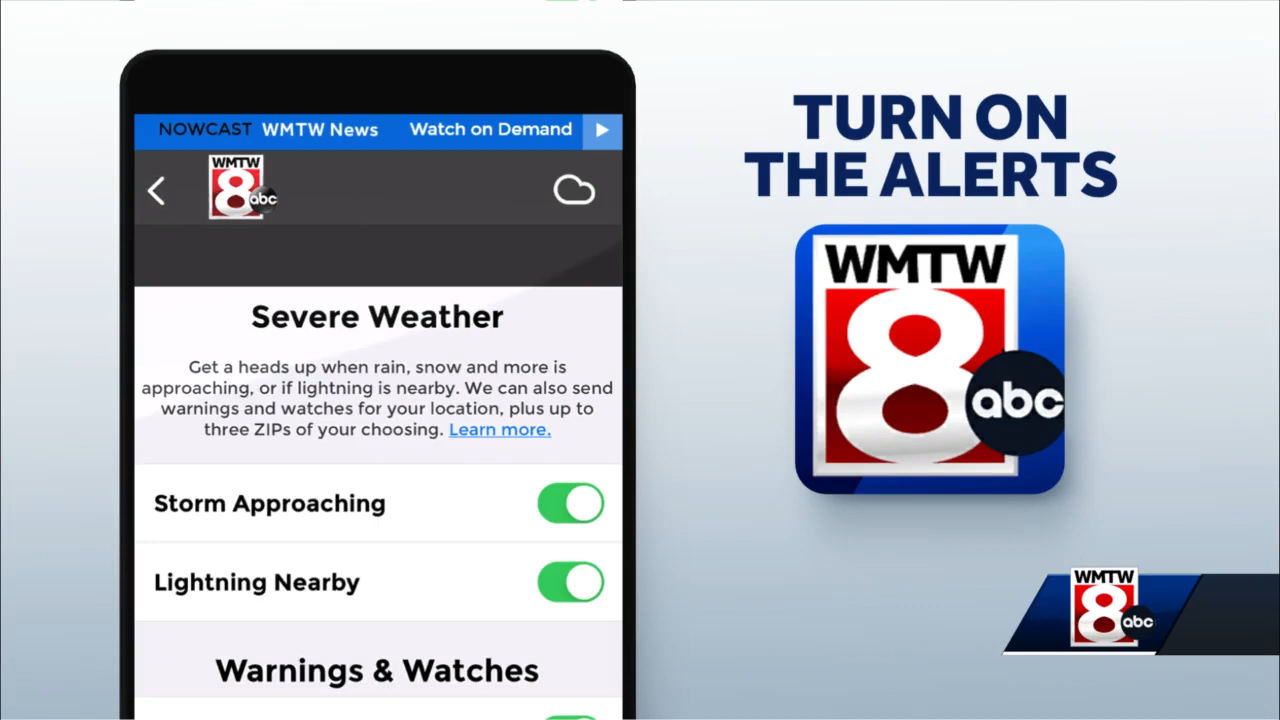 NOWCAST WMTW News Watch on Demand
WMTW
8
abc
Severe Weather
Get a heads up when rain, snow and more is
approaching, or if lightning is nearby. We can also send
warnings and watches for your location, plus up to
three ZIPs of your choosing. Learn more.
Storm Approaching
Lightning Nearby
Warnings & Watches
TURN ON
THE ALERTS
WMTW
8
abc
WMTW
8
abc